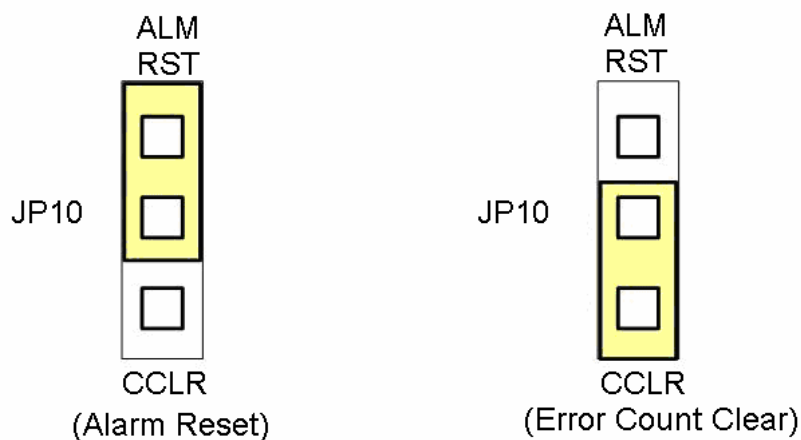 ALM
RST
JP10
CCLR
(Alarm Reset)
ALM
RST
JP10
CCLR
(Error Count Clear)